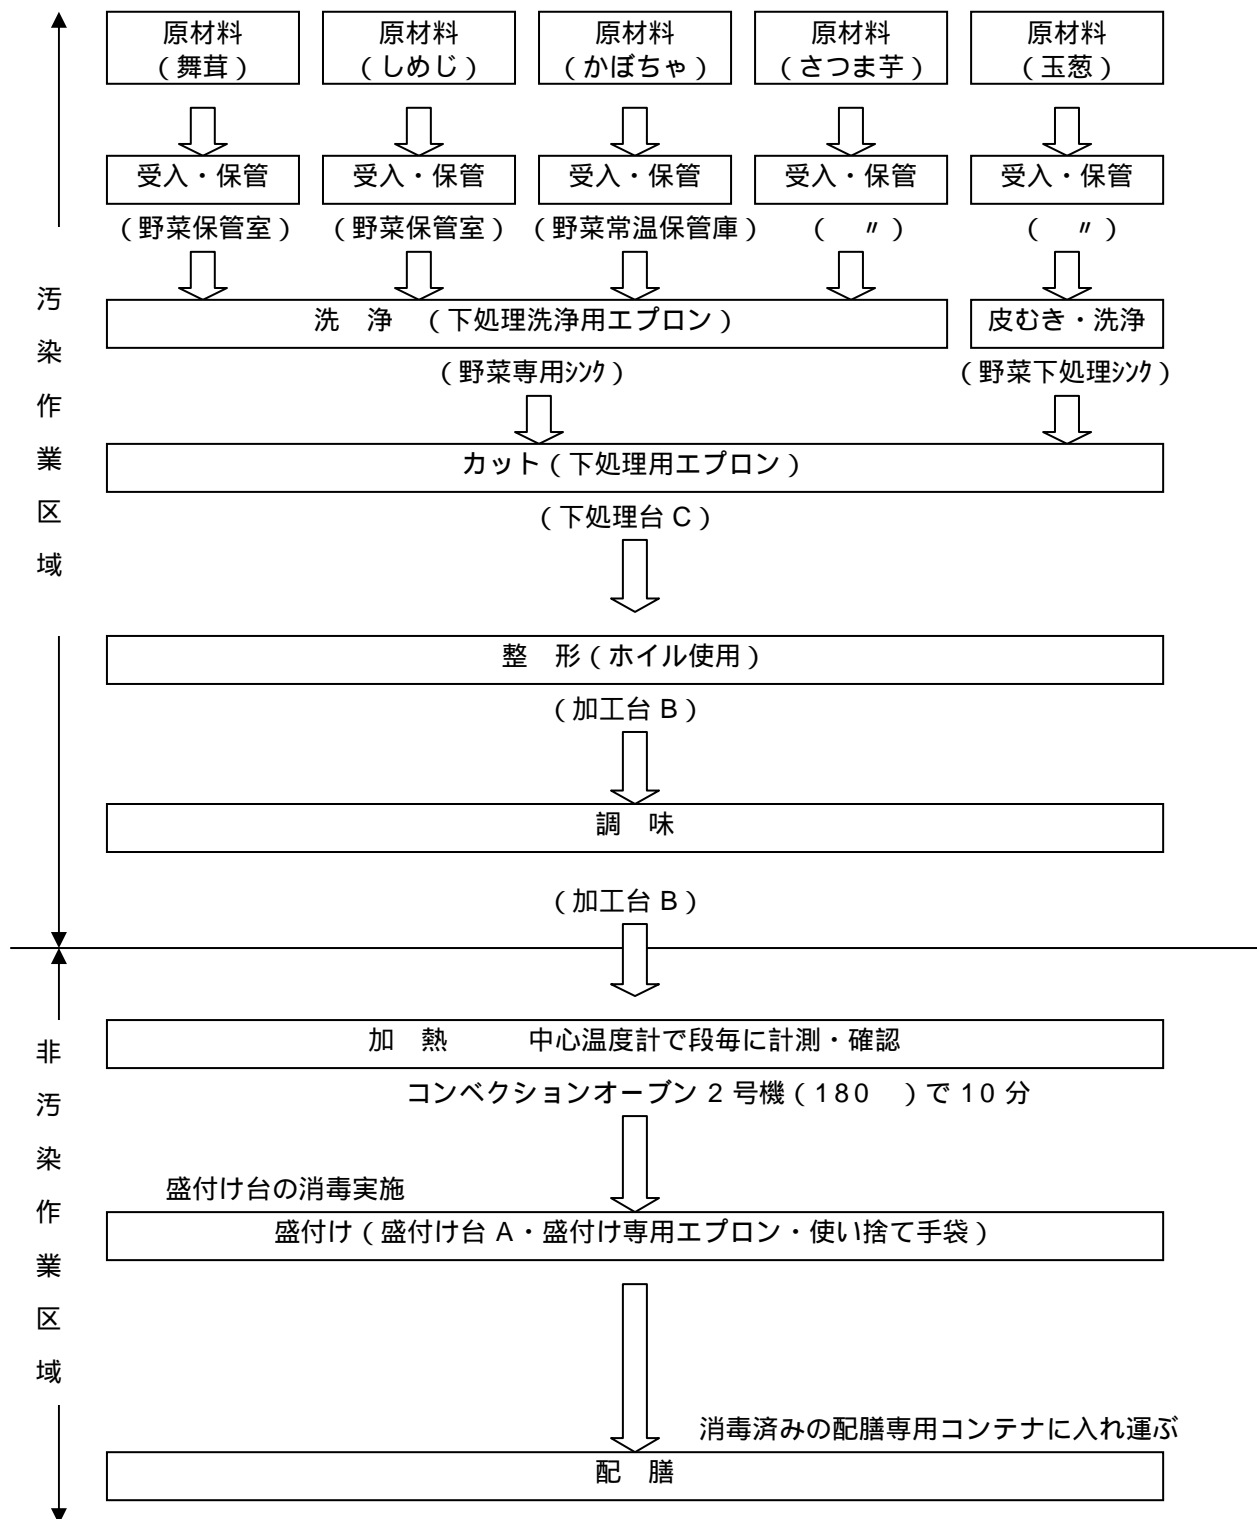 原材料 原材料 原材料 原材料 原材料
(舞茸) (しめじ) (かぼちゃ) (さつま芋) (玉葱)
受入・保管 受入・保管 受入・保管 受入・保管 受入・保管
(野菜保管室) (野菜保管室) (野菜常温保管庫) ( 〃 ) ( 〃 )
洗 浄 (下処理洗浄用エプロン) 皮むき・洗浄
(野菜専用ｼﾝｸ) (野菜下処理ｼﾝｸ)
カット(下処理用エプロン)
(下処理台 C)
汚染作業区域
整 形(ホイル使用)
(加工台 B)
調 味
(加工台 B)
加 熱 中心温度計で段毎に計測・確認
コンベクションオーブン 2 号機(180 )で 10 分
盛付け台の消毒実施
盛付け(盛付け台 A・盛付け専用エプロン・使い捨て手袋)
非汚染作業区域
消毒済みの配膳専用コンテナに入れ運ぶ
配 膳